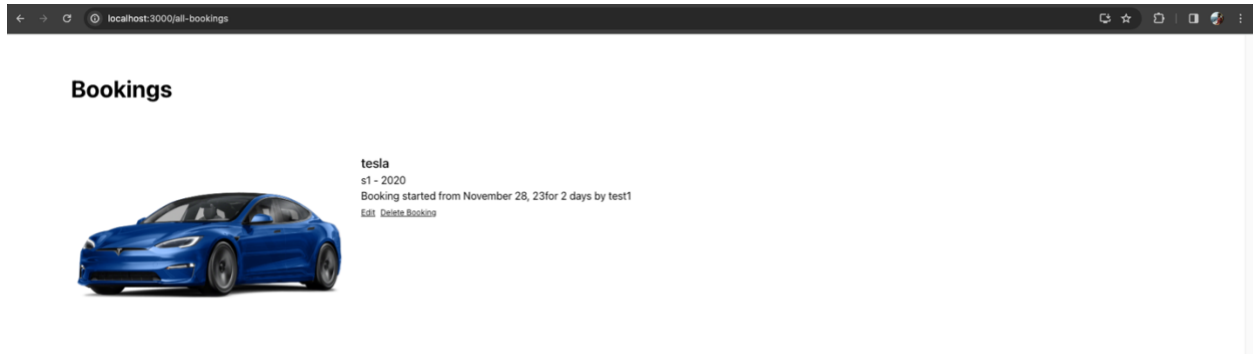 localhost:3000/all-bookings
Bookings
tesla
s1 - 2020
Booking started from November 28, 23for 2 days by test1
Edit Delete Booking